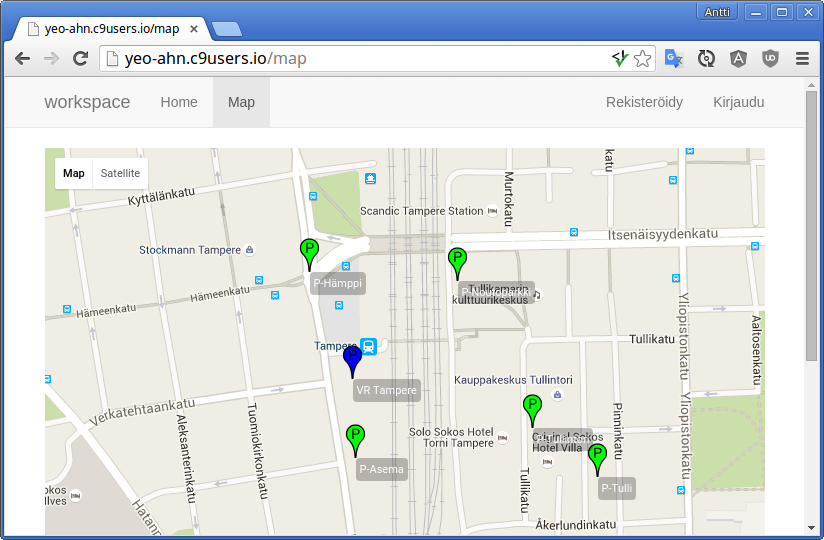 Antti
yeo-ahn.c9users.io/map
yeo-ahn.c9users.io/map
workspace Home Map Rekisteröidy Kirjaudu
Map Satellite
Kyttälänkatu
Murtokatu
katu
Scandic Tampere Station
Itsenäisyydenkatu
Stockmann Tampere
P
P
P-Hämppi
Tullikamarin
kulttuurikeskus
Hämeenkatu
Hämeenkatu
Yliopistonkatu
Aaltosenkatu
Tullikatu
Tampere
P
VR Tampere
Kauppakeskus Tullintori
Verkatehtaankatu
Aleksanterinkatu
Tuomiokirkonkatu
Pinninkatu
Yliopistonkatu
P
P
Solo Sokos Hotel
Torni Tampere
Original Sokos
Hotel Villa
P-Asema
P
P-Tulli
Tullikatu
okos
llves
Hatanp
Åkerlundinkatu